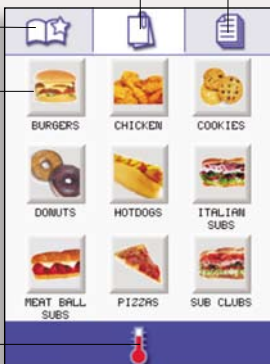 BURGERS
CHICKEN
COOKIES
DONUTS
HOTDOGS
ITALIAN
SUBS
MEAT BALL
SUBS
PIZZAS
SUB CLUBS